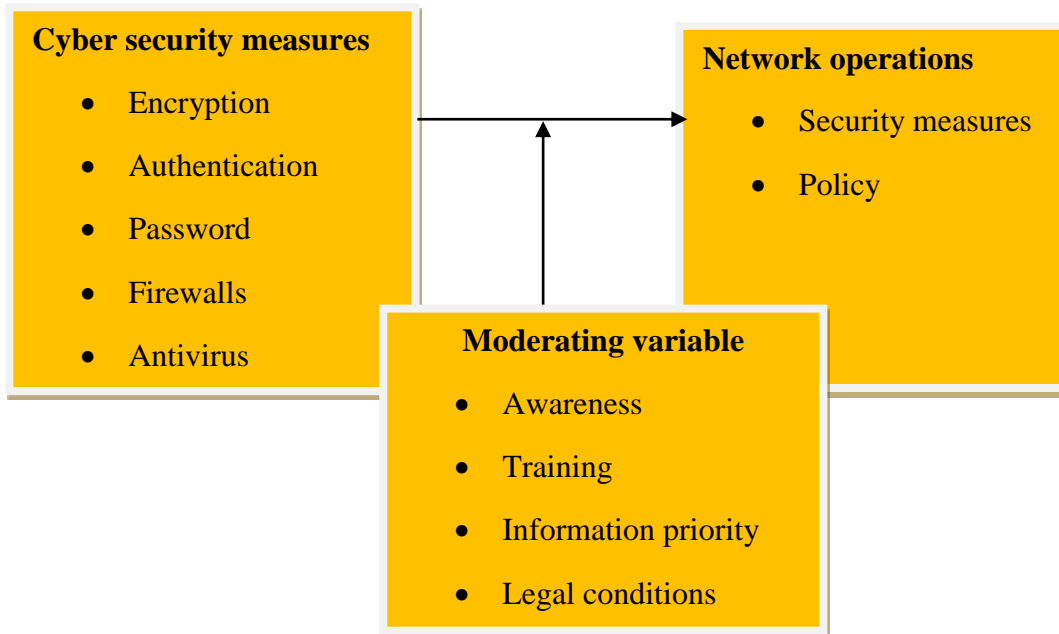 Cyber security measures
• Encryption
• Authentication
• Password
• Firewalls
• Antivirus
Network operations
• Security measures
• Policy
Moderating variable
• Awareness
• Training
• Information priority
• Legal conditions